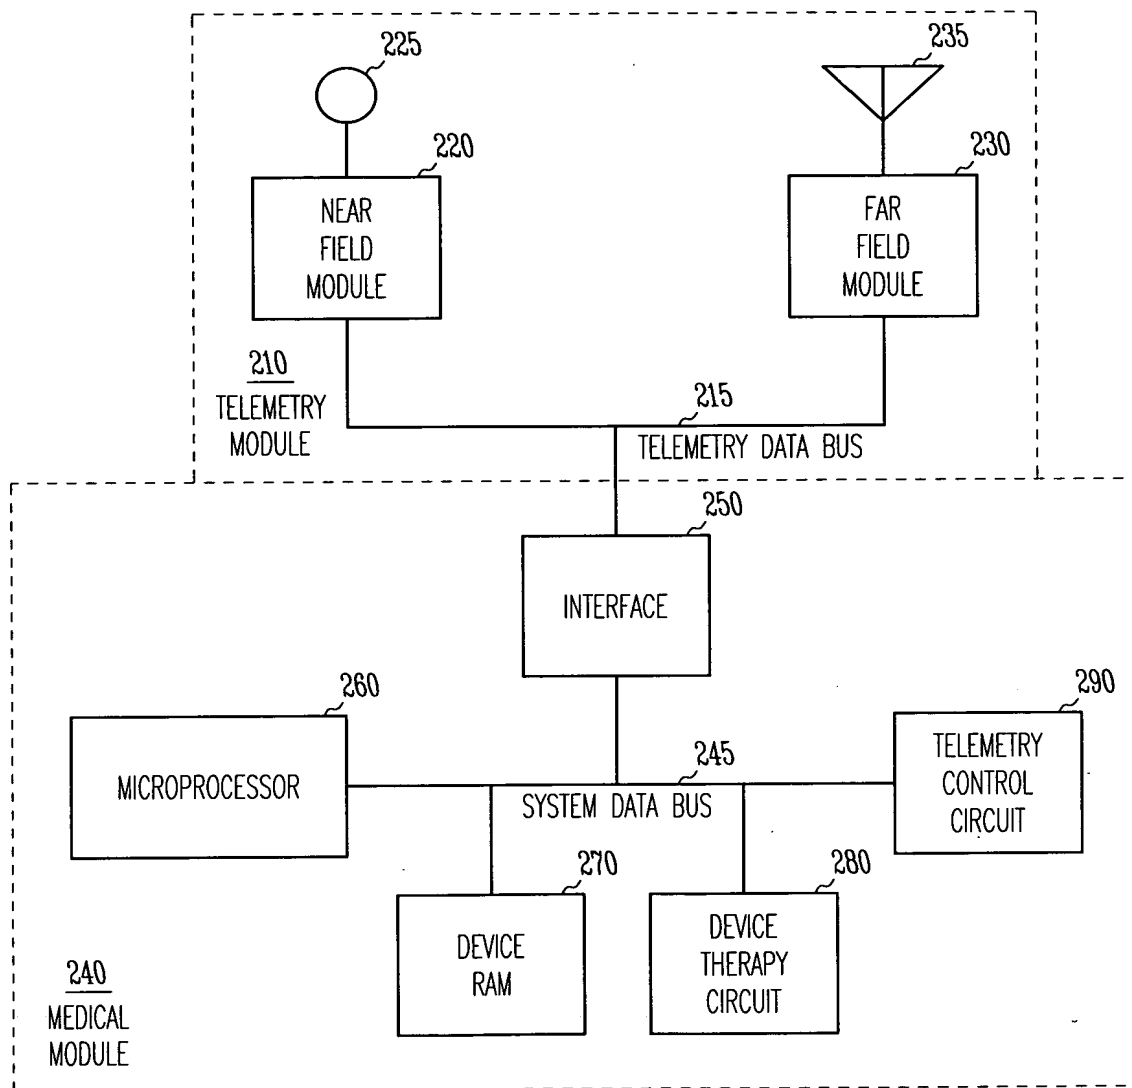 225
235
220
230
NEAR
FIELD
MODULE
FAR
FIELD
MODULE
210
TELEMETRY
MODULE
215
TELEMETRY DATA BUS
250
INTERFACE
260
MICROPROCESSOR
290
TELEMETRY
CONTROL
CIRCUIT
245
SYSTEM DATA BUS
270
DEVICE
RAM
280
DEVICE
THERAPY
CIRCUIT
240
MEDICAL
MODULE